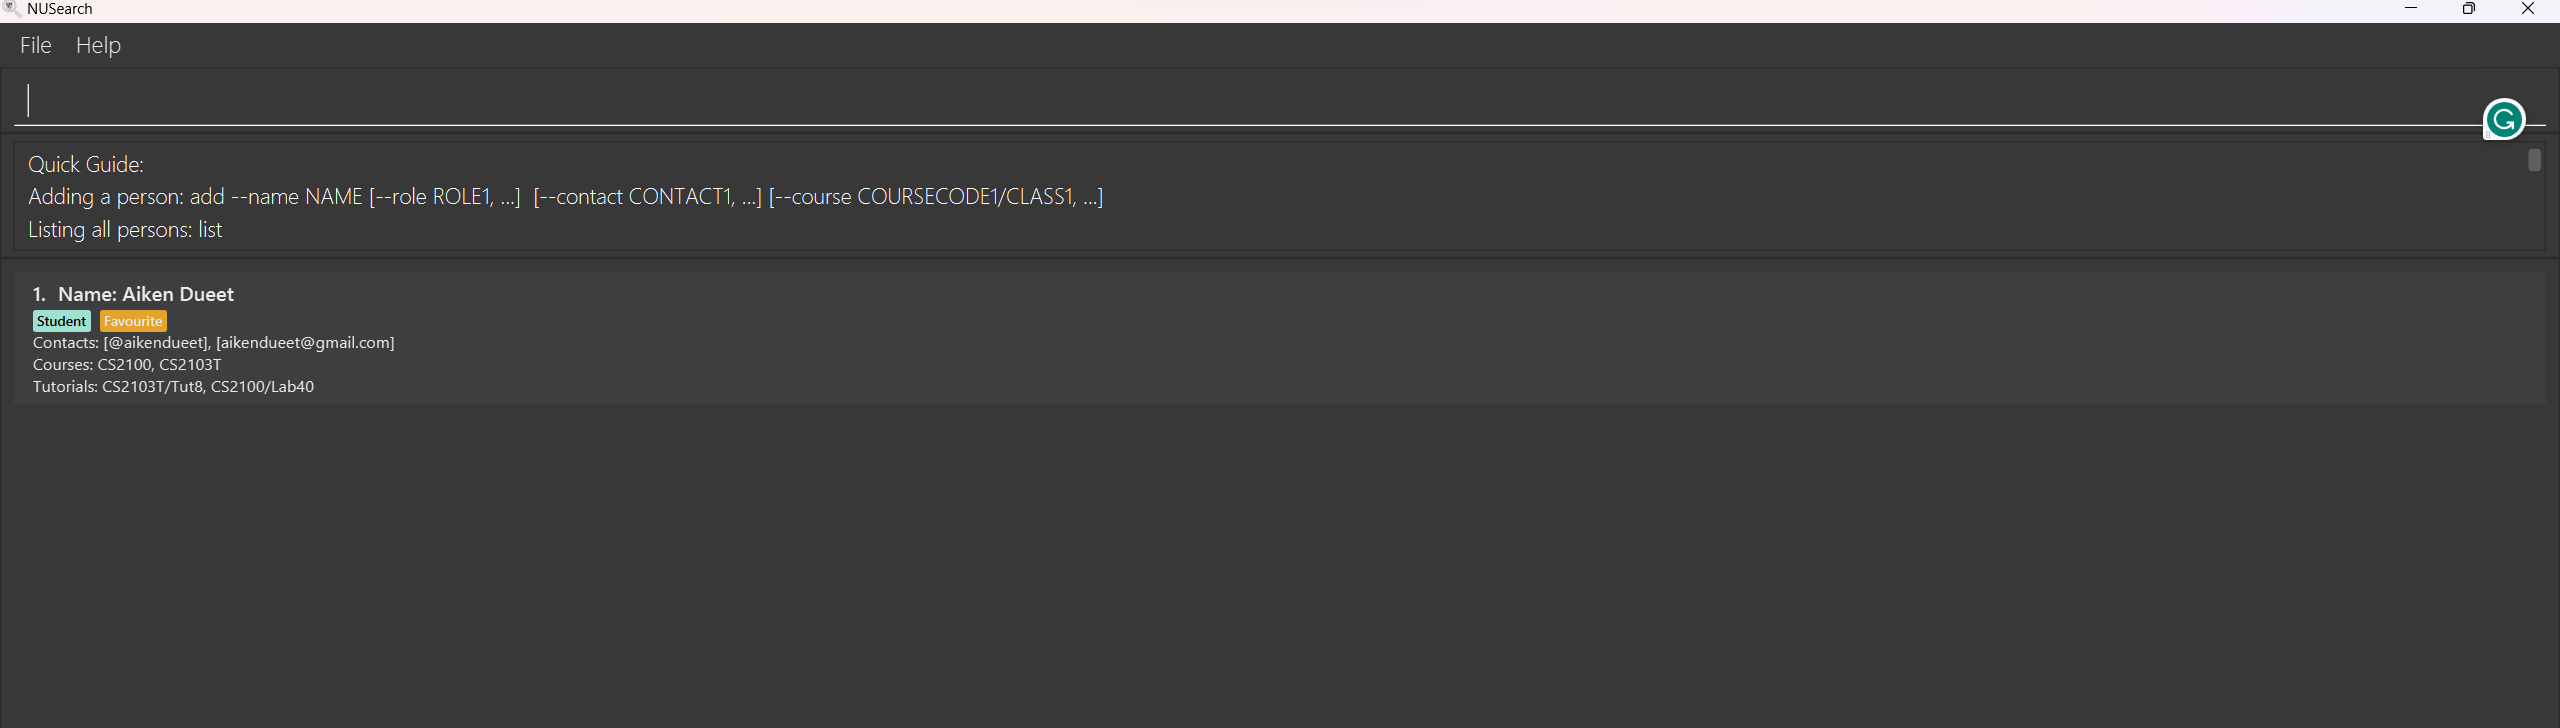 NUSearch
File Help
Quick Guide:
Adding a person: add --name NAME [--role ROLE1, ...]  [--contact CONTACT1, ...] [--course COURSECODE1/CLASS1, ...]
Listing all persons: list
1. Name: Aiken Dueet
Student Favourite
Contacts: [@aikendueet], [aikendueet@gmail.com]
Courses: CS2100, CS2103T
Tutorials: CS2103T/Tut8, CS2100/Lab40